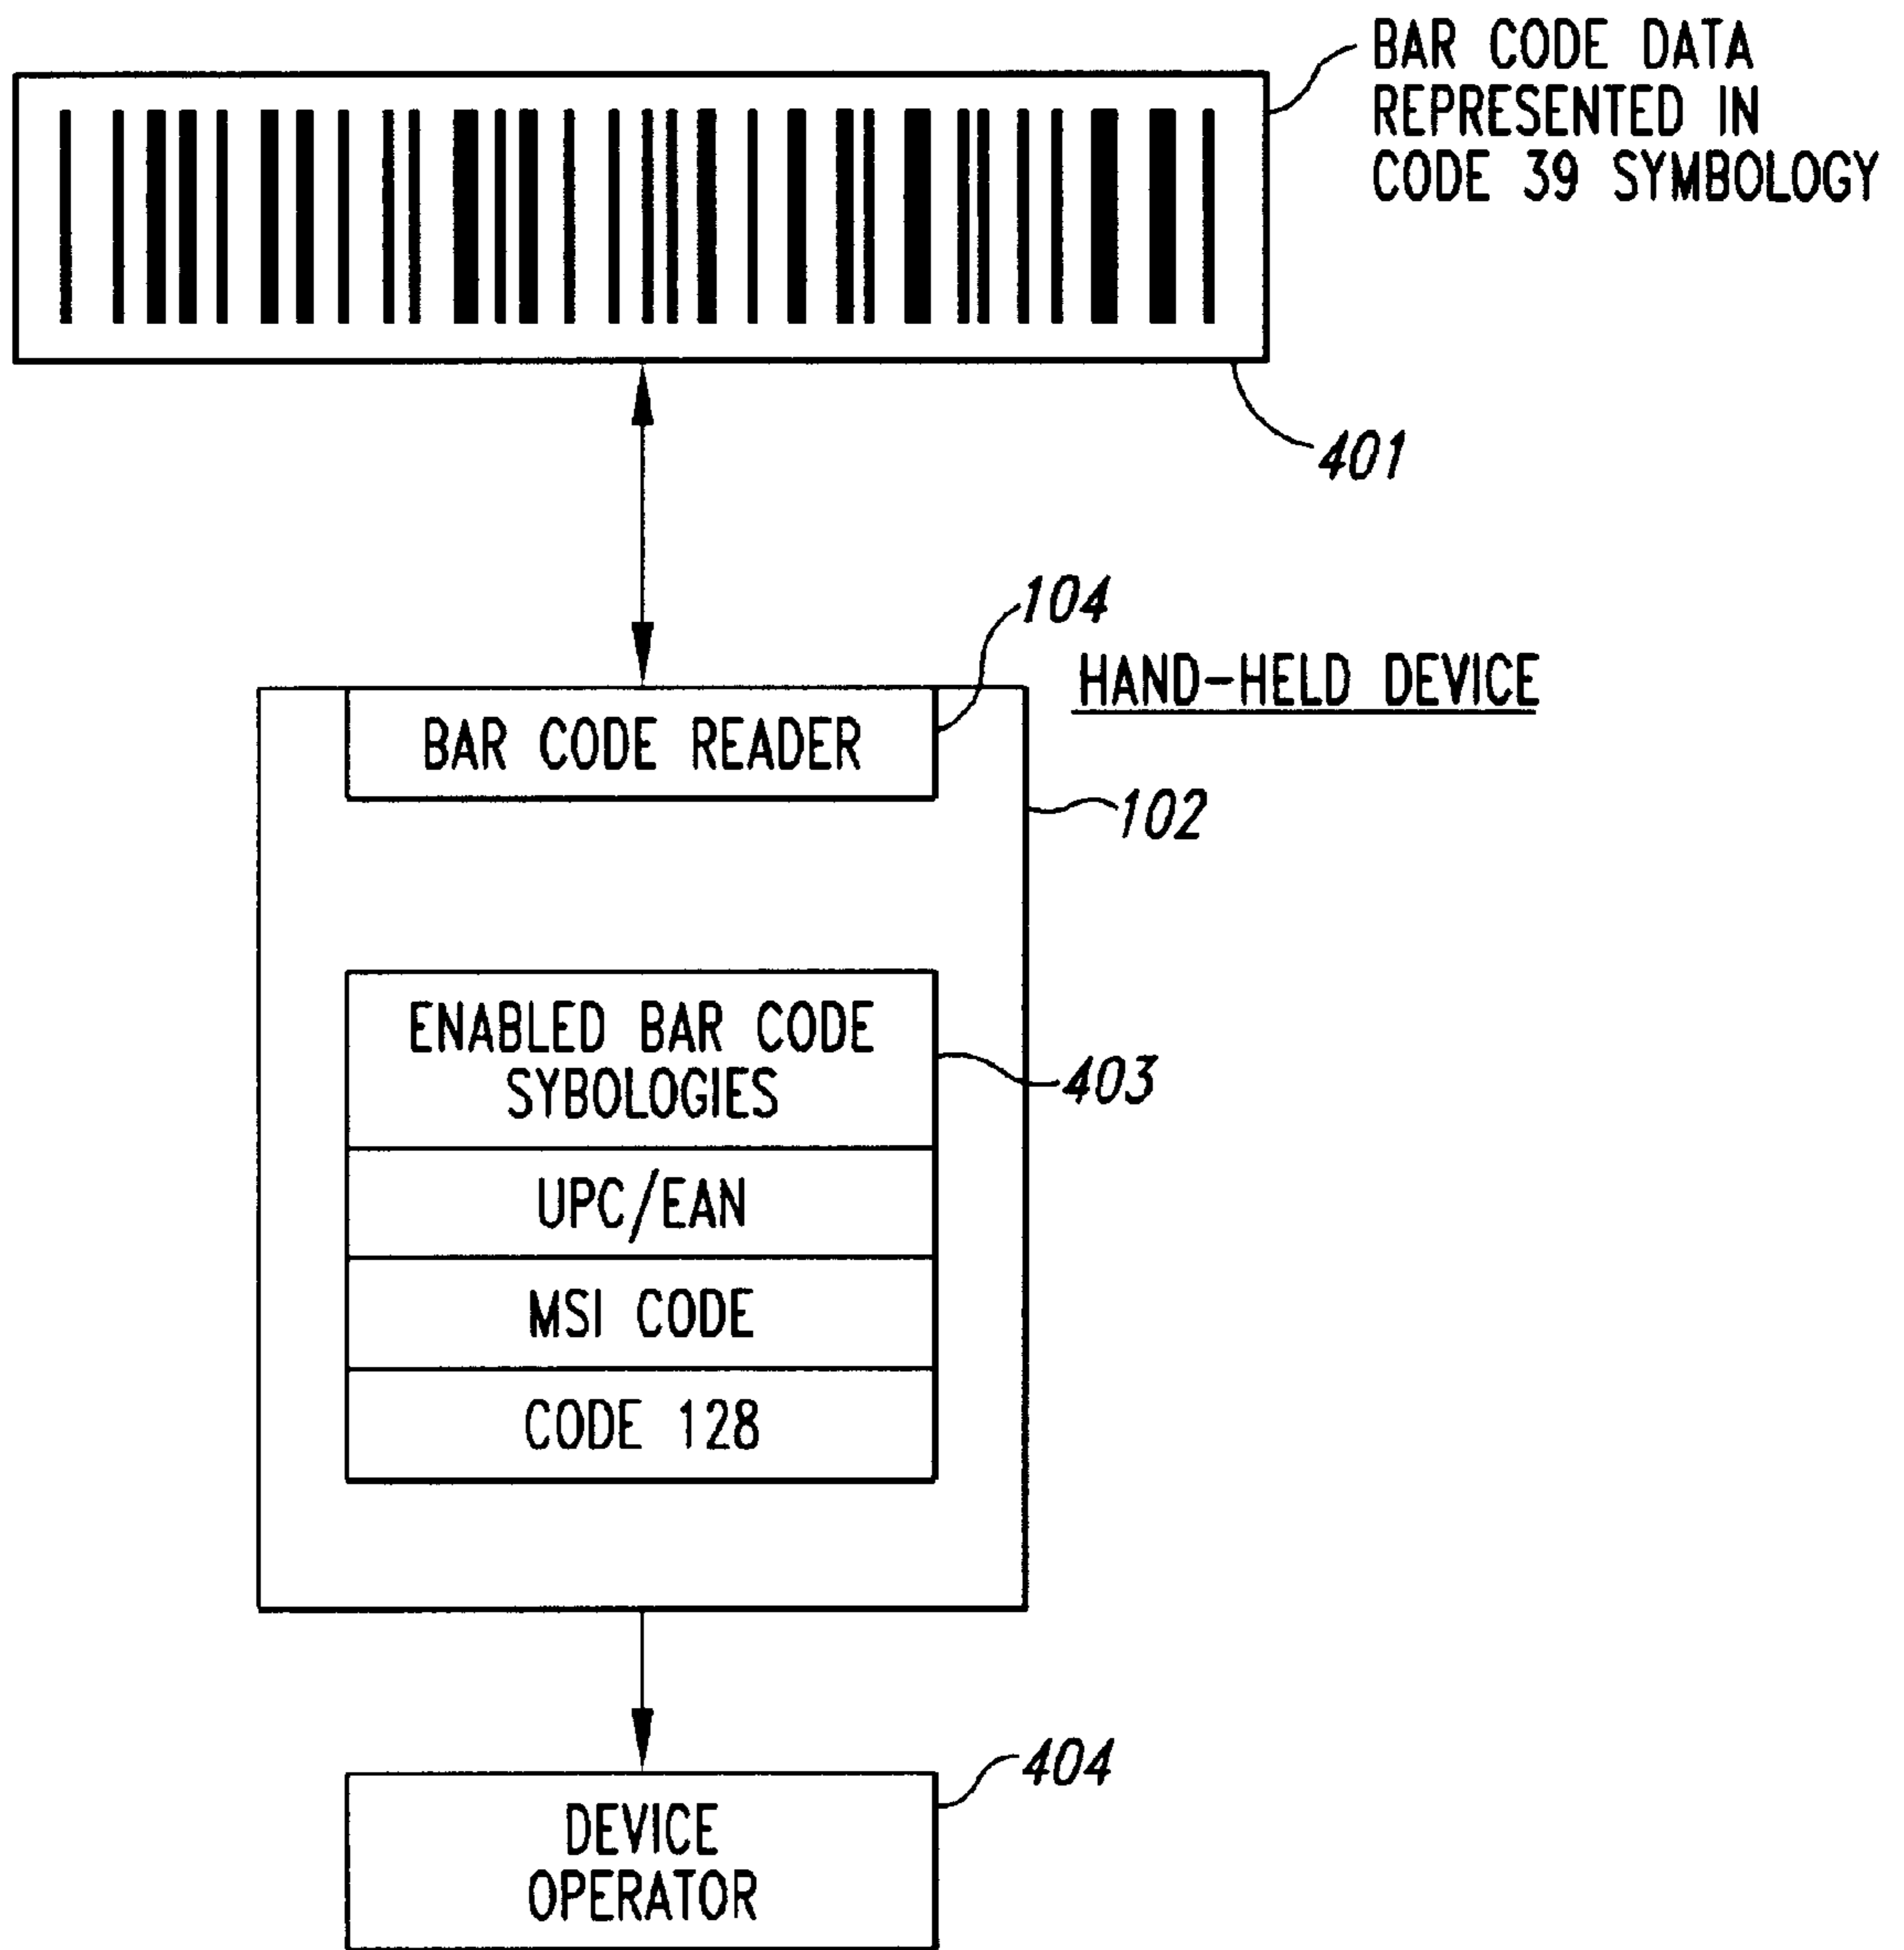 BAR CODE DATA
REPRESENTED IN
CODE 39 SYMBOLOGY
401
104
HAND-HELD DEVICE
BAR CODE READER
102
ENABLED BAR CODE
SYBOLOGIES
403
UPC/EAN
MSI CODE
CODE 128
404
DEVICE
OPERATOR